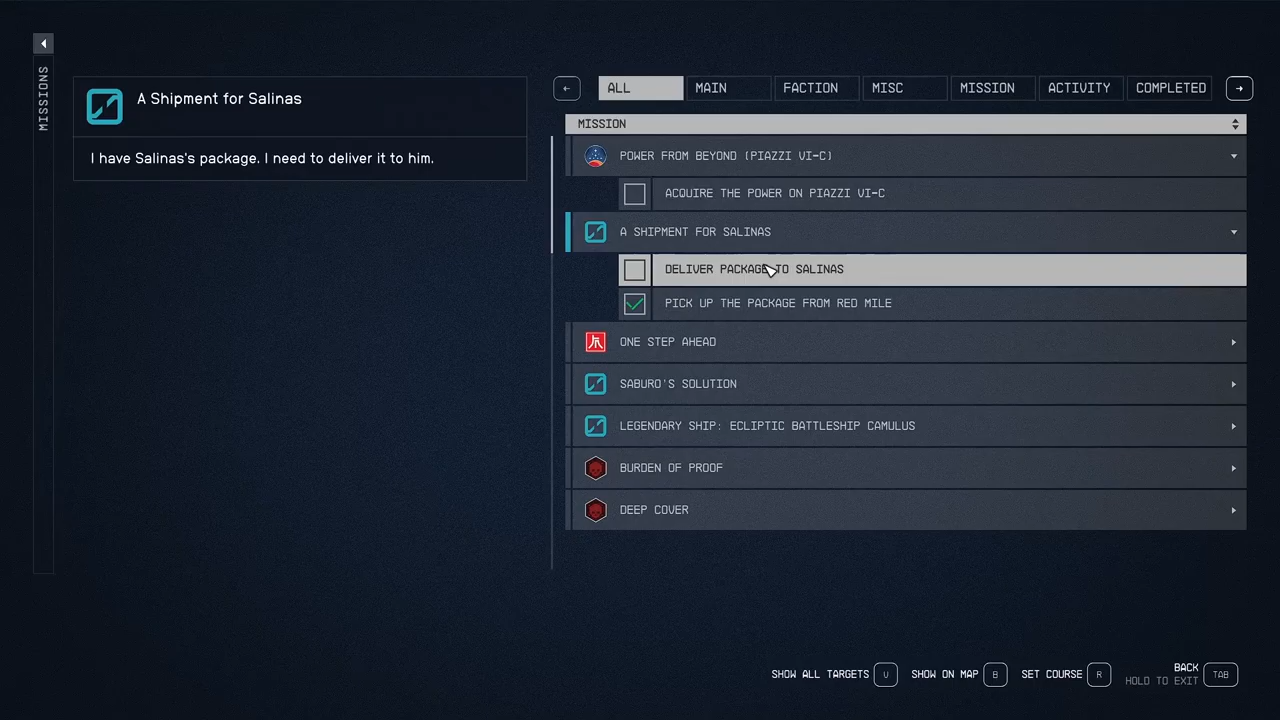 MISSIONS
A Shipment for Salinas
I have Salinas's package. I need to deliver it to him.
ALL
MAIN
FACTION
MISC
MISSION
ACTIVITY
COMPLETED
MISSION
POWER FROM BEYOND (PIAZZI VI-C)
ACQUIRE THE POWER ON PIAZZI VI-C
A SHIPMENT FOR SALINAS
DELIVER PACKAGE TO SALINAS
PICK UP THE PACKAGE FROM RED MILE
ONE STEP AHEAD
SABURO'S SOLUTION
LEGENDARY SHIP: ECLIPTIC BATTLESHIP CAMULUS
BURDEN OF PROOF
DEEP COVER
SHOW ALL TARGETS U
SHOW ON MAP B
SET COURSE R
BACK
HOLD TO EXIT
TAB